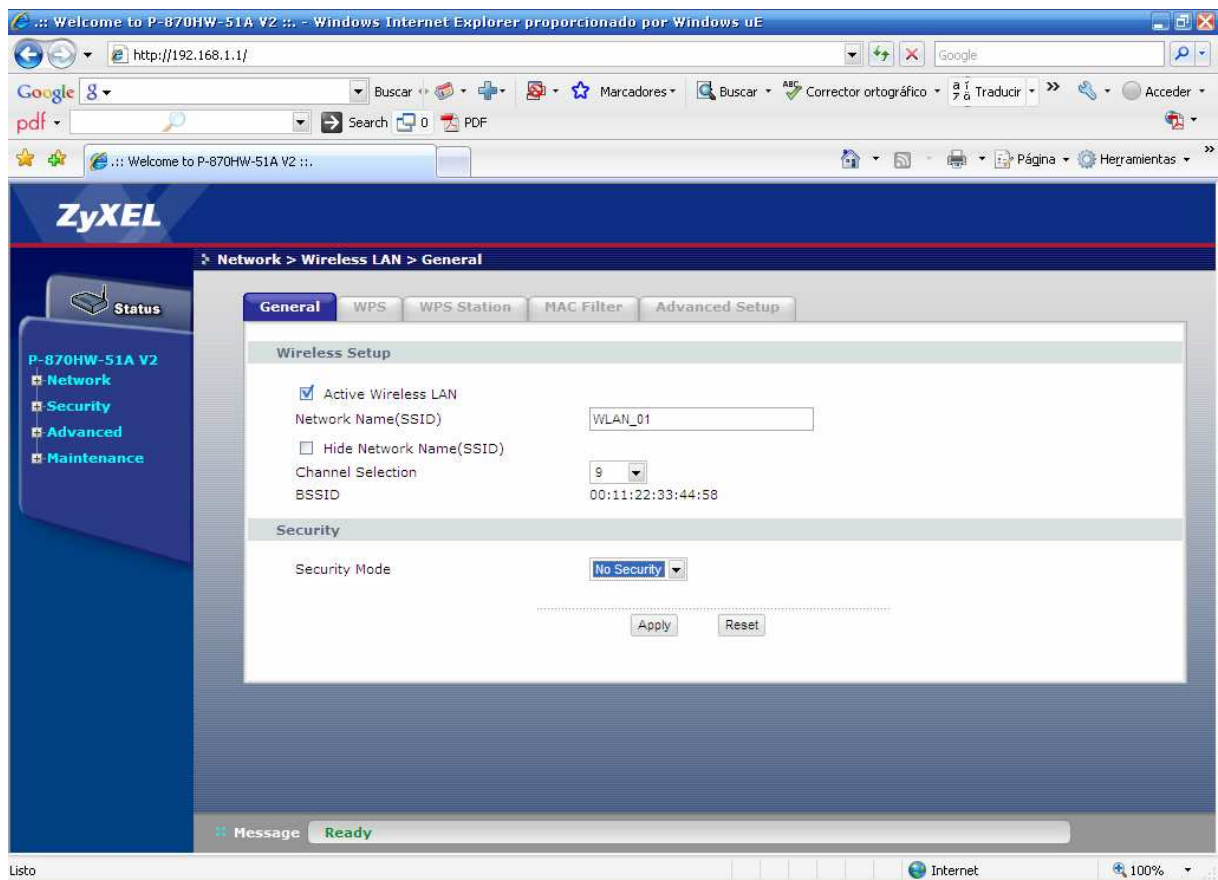 .:: Welcome to P-870HW-51A V2 ::. - Windows Internet Explorer proporcionado por Windows uE
http://192.168.1.1/
Google
Google
Buscar
Marcadores
Buscar
ABC
Corrector ortográfico
Traducir
»
Acceder
pdf
Search
0
PDF
.:: Welcome to P-870HW-51A V2 ::.
Página
Herramientas
»
ZyXEL
Network > Wireless LAN > General
Status
P-870HW-51A V2
Network
Security
Advanced
Maintenance
General
WPS
WPS Station
MAC Filter
Advanced Setup
Wireless Setup
Active Wireless LAN
Network Name(SSID)
WLAN_01
Hide Network Name(SSID)
Channel Selection
9
BSSID
00:11:22:33:44:58
Security
Security Mode
No Security
Apply
Reset
Message
Ready
Listo
Internet
100%